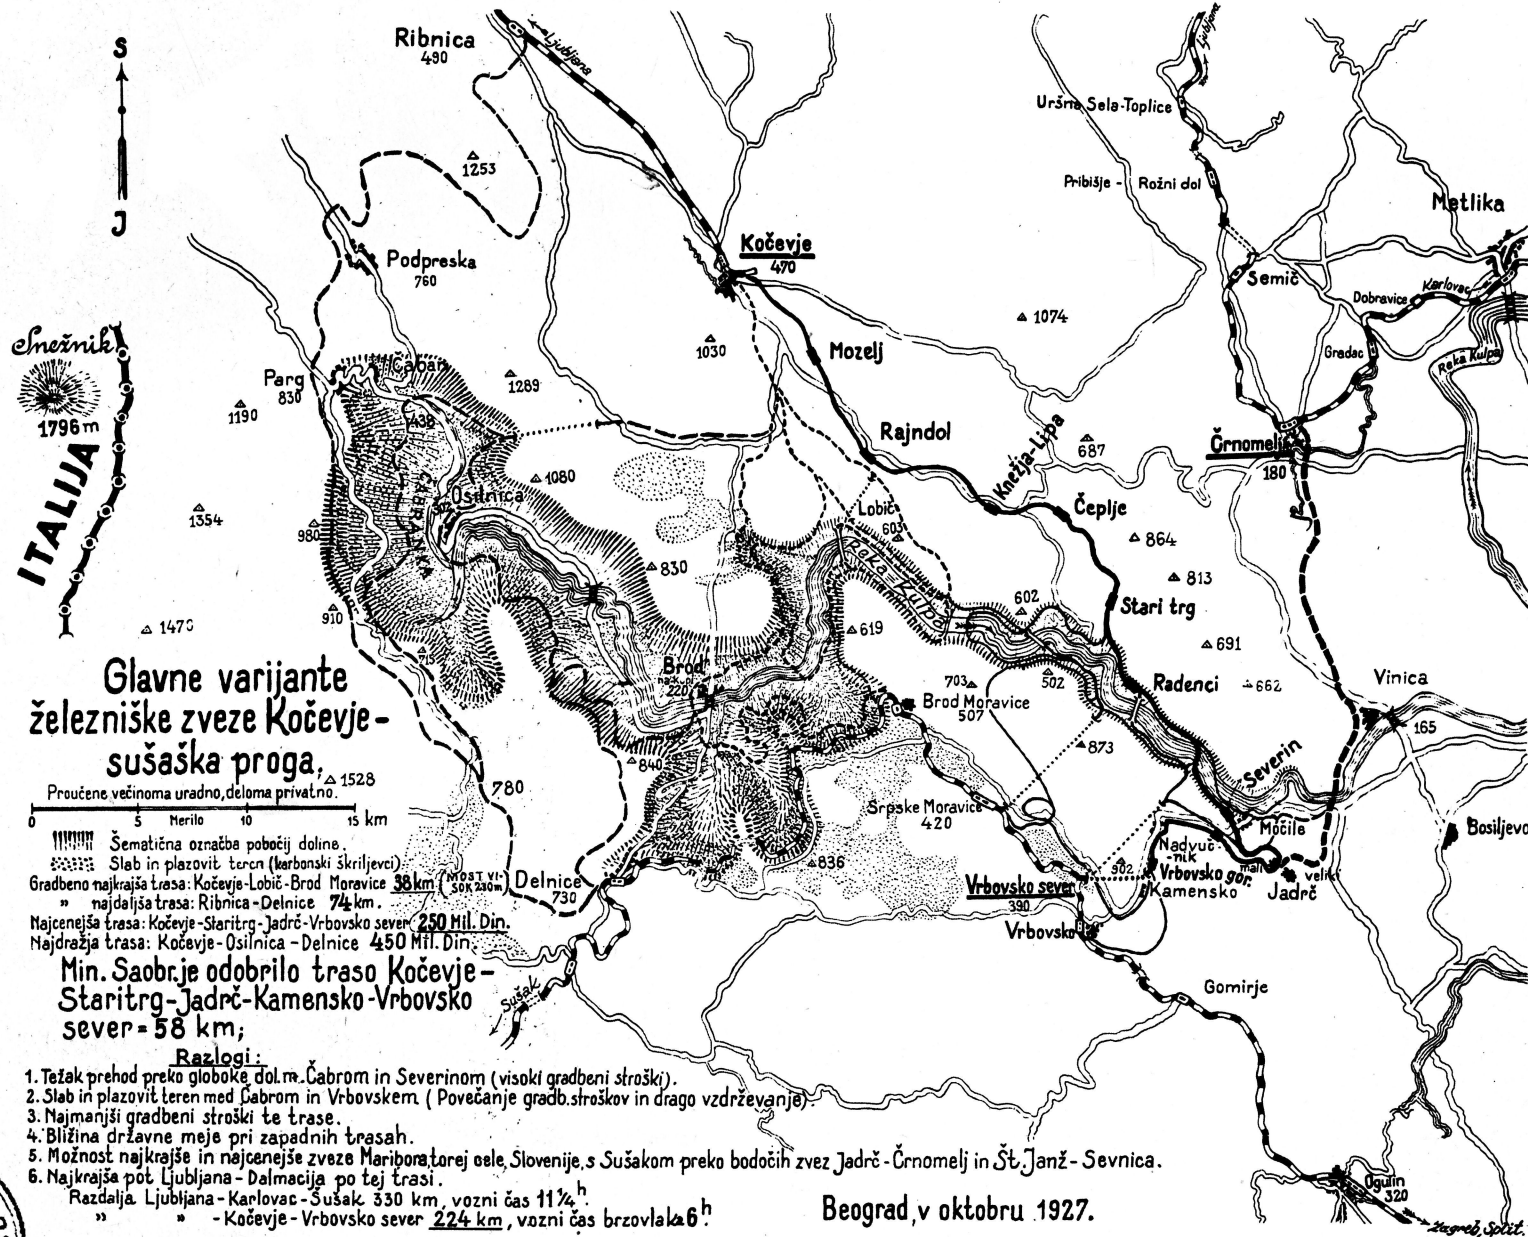 S
J
Ribnica
490
Ljubljana
Ljubljana
Uršna Sela-Toplice
1253
Pribišje - Rožni dol
Metlika
Podpreska
760
Kočevje
470
Semič
Karlovac
Dobravice
1074
Snežnik
1796 m
ITALIJA
Mozelj
1030
Gradac
Reka Kulpa
Parg
830
Čabar
1289
1190
438
Rajndol
Knežja-Lipa
687
Črnomelj
180
1080
Osilnica
ČABRANKA
1354
980
Lobič
603
Čeplje
864
Reka=Kulpa
830
813
602
Stari trg
910
619
691
715
Brod
na Kulpi
220
703
502
Radenci
662
Vinica
165
Brod Moravice
507
873
840
Severin
1528
780
Srpske Moravice
420
Močile
Bosiljevo
836
Nadvuč
-nik
902
Vrbovsko gor.
Kamensko
mali
veliki
Jadrč
Delnice
730
Vrbovsko sever
390
Vrbovsko
Sušak
Gomirje
Ogulin
320
Zagreb, Split.
Glavne varijante
železniške zveze Kočevje-
sušaška proga.
Proučene večinoma uradno, deloma privatno.
0 5 Merilo 10 15 km
Šematična označba pobočij doline.
Slab in plazovit teren (karbonski škriljevci)
Gradbeno najkrajša trasa: Kočevje-Lobič-Brod Moravice 38 km (MOST VI-
SOK 230m)
" najdaljša trasa: Ribnica-Delnice 74 km.
Najcenejša trasa: Kočevje-Staritrg-Jadrč-Vrbovsko sever 250 Mil. Din.
Najdražja trasa: Kočevje-Osilnica-Delnice 450 Mil. Din.
Min. Saobr. je odobrilo traso Kočevje-
Staritrg-Jadrč-Kamensko-Vrbovsko
sever = 58 km;
Razlogi:
1. Težak prehod preko globoke dol. m. Čabrom in Severinom (visoki gradbeni stroški).
2. Slab in plazovit teren med Čabrom in Vrbovskem (Povečanje gradb. stroškov in drago vzdrževanje)
3. Najmanjši gradbeni stroški te trase.
4. Bližina državne meje pri zapadnih trasah.
5. Možnost najkrajše in najcenejše zveze Maribora, torej cele Slovenije, s Sušakom preko bodočih zvez Jadrč-Črnomelj in Št. Janž-Sevnica.
6. Najkrajša pot Ljubljana-Dalmacija po tej trasi.
Razdalja Ljubljana-Karlovac-Sušak 330 km, vozni čas 11¼ h.
" " -Kočevje-Vrbovsko sever 224 km, vozni čas brzovlaka 6 h.
Beograd, v oktobru 1927.